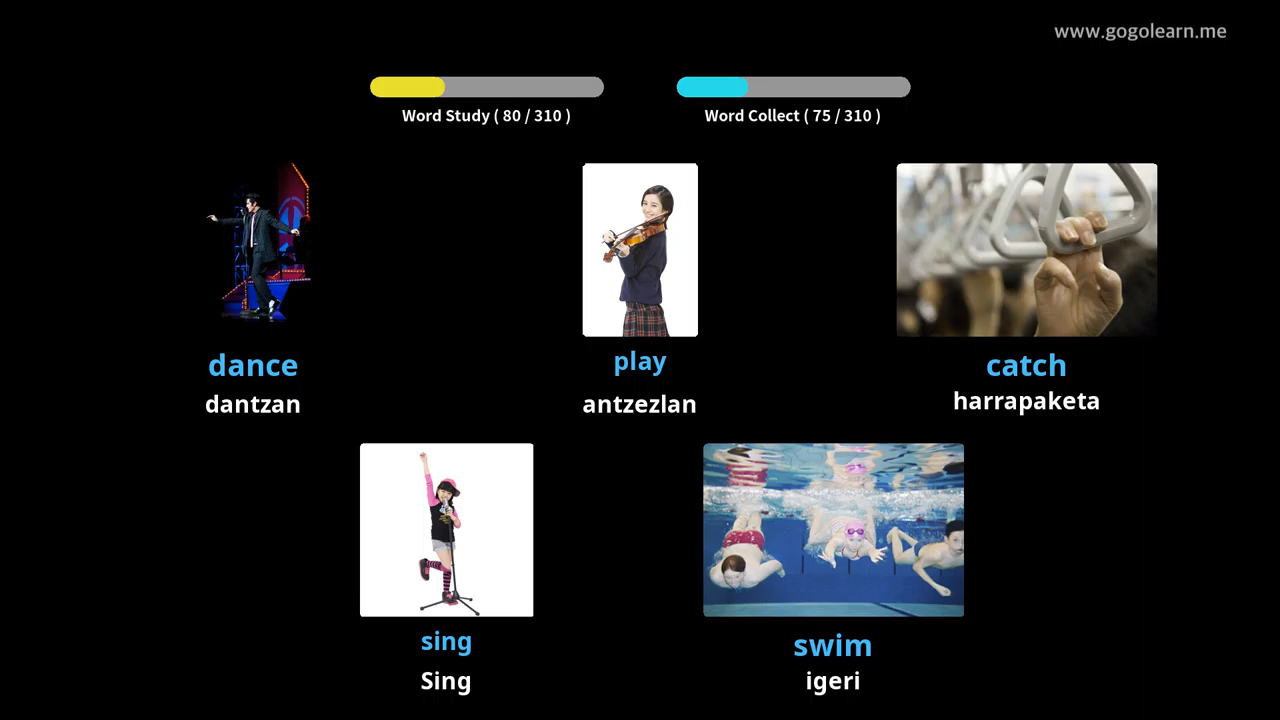 www.gogolearn.me
Word Study ( 80 / 310 )
Word Collect ( 75 / 310 )
dance
dantzan
play
antzezlan
catch
harrapaketa
sing
Sing
swim
igeri